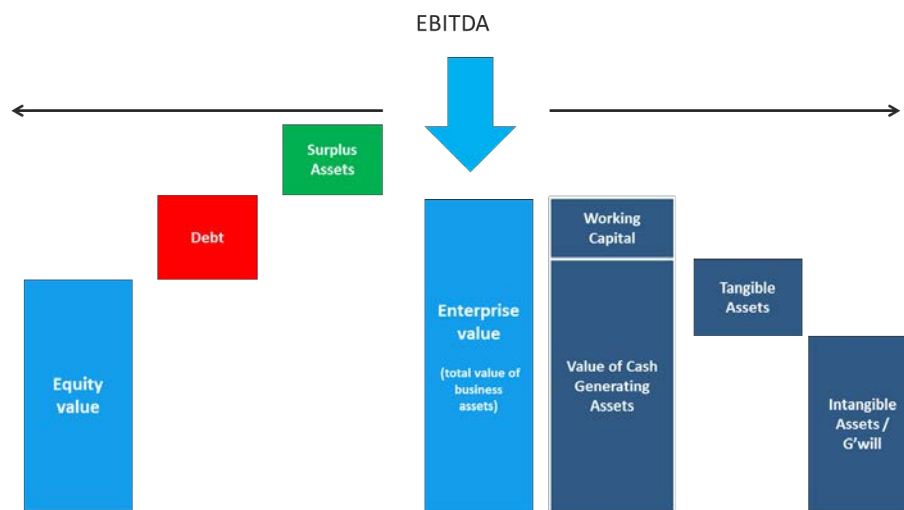 EBITDA
Surplus
Assets
Debt
Equity
value
Enterprise
value
(total value of
business
assets)
Working
Capital
Value of Cash
Generating
Assets
Tangible
Assets
Intangible
Assets /
G'will